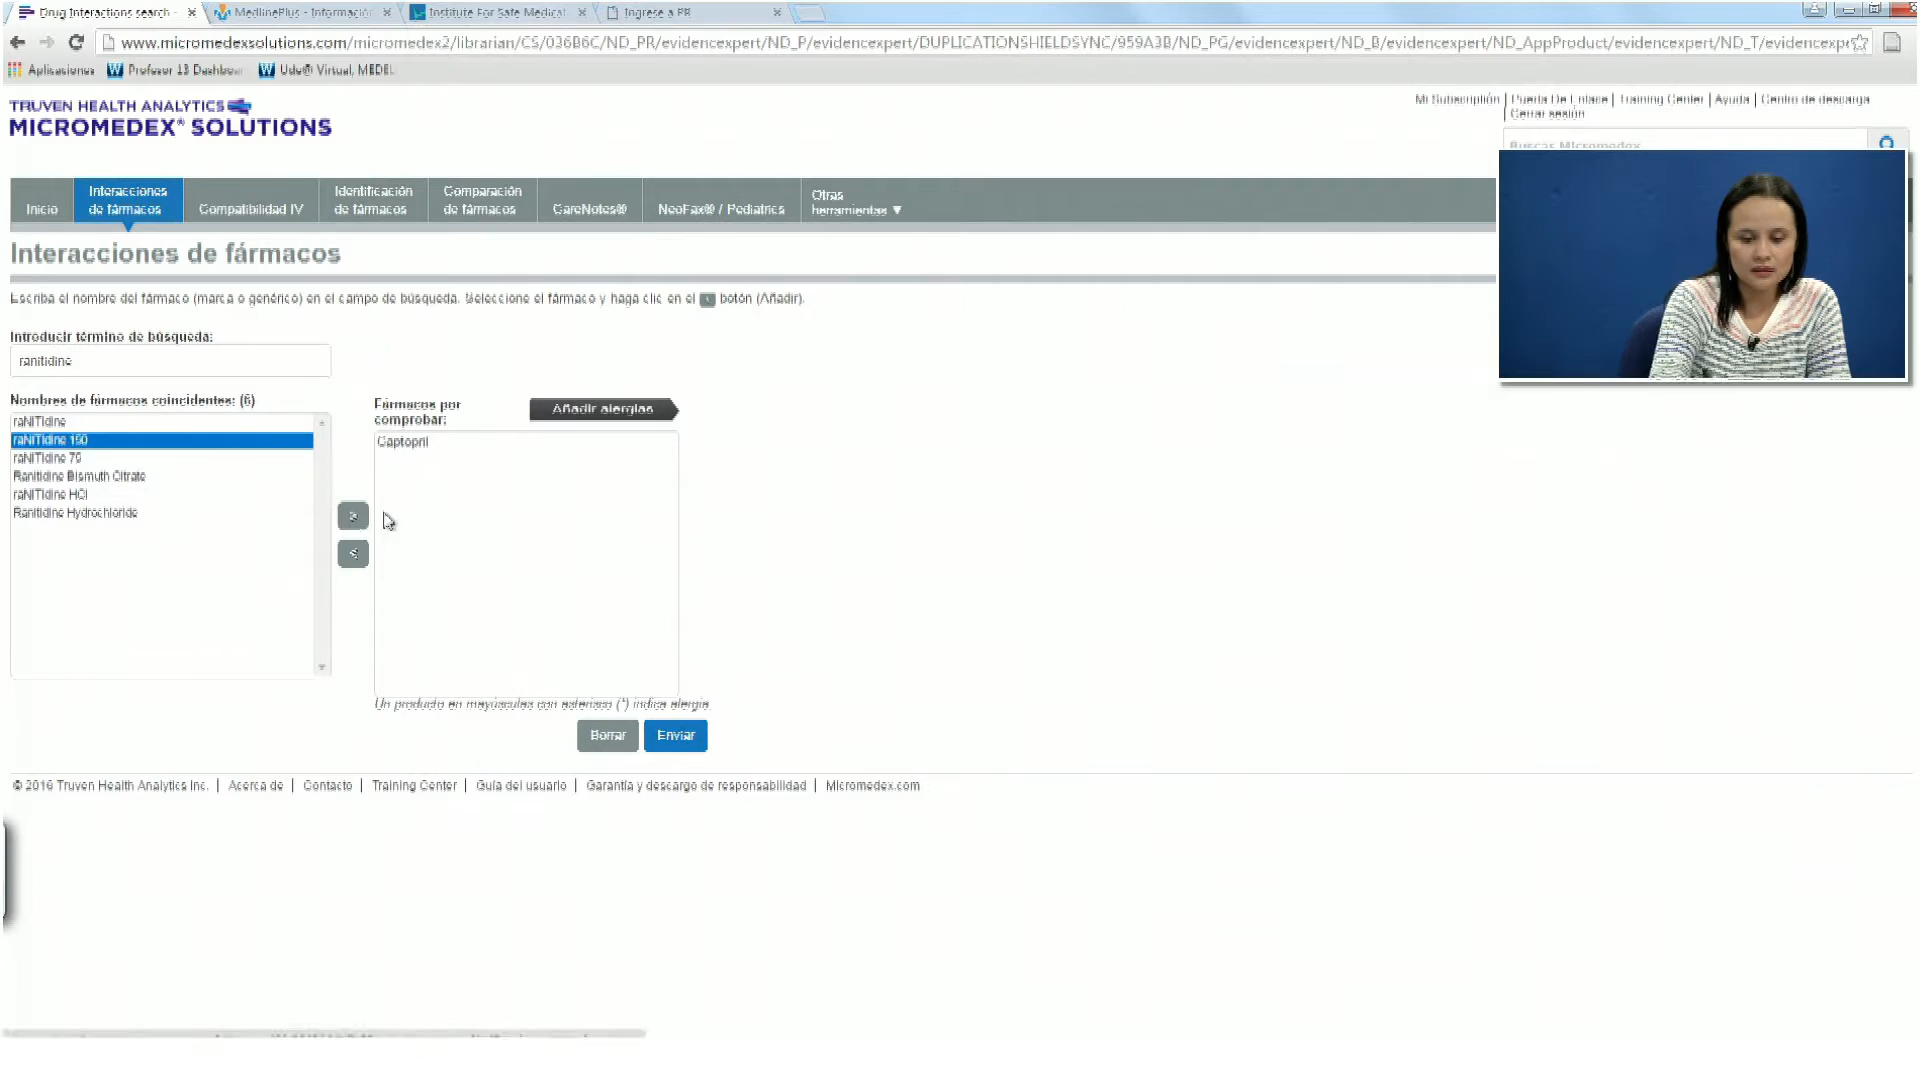 Drug Interactions search -
MedlinePlus - Informació
Institute For Safe Medicat
Ingrese a PR
www.micromedexsolutions.com/micromedex2/librarian/CS/036B6C/ND_PR/evidencexpert/ND_P/evidencexpert/DUPLICATIONSHIELDSYNC/959A3B/ND_PG/evidencexpert/ND_B/evidencexpert/ND_AppProduct/evidencexpert/ND_T/evidencexp
Aplicaciones
Profesor 13 Dashboar
Ude@ Virtual, MEDEL
TRUVEN HEALTH ANALYTICS
MICROMEDEX® SOLUTIONS
Mi Subscripción | Puerta De Enlace | Training Center | Ayuda | Centro de descarga
| Cerrar sesión
Buscas Micromedex
Inicio
Interacciones
de fármacos
Compatibilidad IV
Identificación
de fármacos
Comparación
de fármacos
CareNotes®
NeoFax® / Pediatrics
Otras
herramientas ▼
Interacciones de fármacos
Escriba el nombre del fármaco (marca o genérico) en el campo de búsqueda. Seleccione el fármaco y haga clic en el botón (Añadir).
Introducir término de búsqueda:
ranitidine
Nombres de fármacos coincidentes: (6)
raNITIdine
raNITIdine 150
raNITIdine 75
Ranitidine Bismuth Citrate
raNITIdine HCl
Ranitidine Hydrochloride
>
<
Fármacos por
comprobar:
Añadir alergias
Captopril
Un producto en mayúsculas con asterisco (*) indica alergia
Borrar
Enviar
© 2016 Truven Health Analytics Inc. | Acerca de | Contacto | Training Center | Guía del usuario | Garantía y descargo de responsabilidad | Micromedex.com